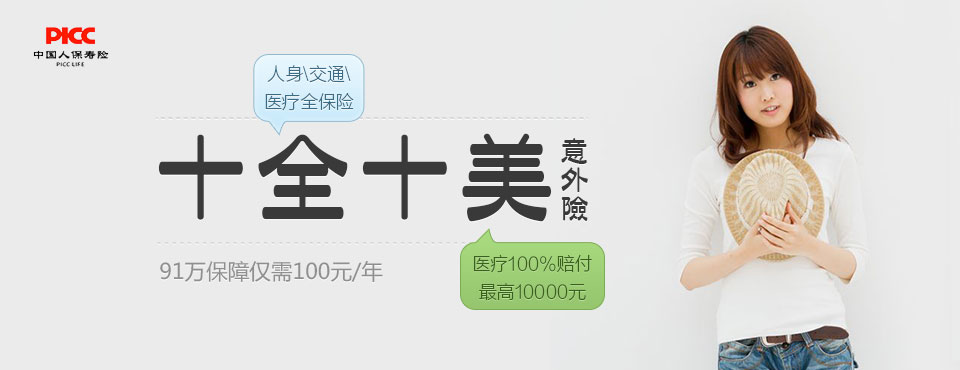 PICC
中国人保寿险
PICC LIFE
人身\交通\
医疗全保险
十全十美
意外險
91万保障仅需100元/年
医疗100%赔付
最高10000元